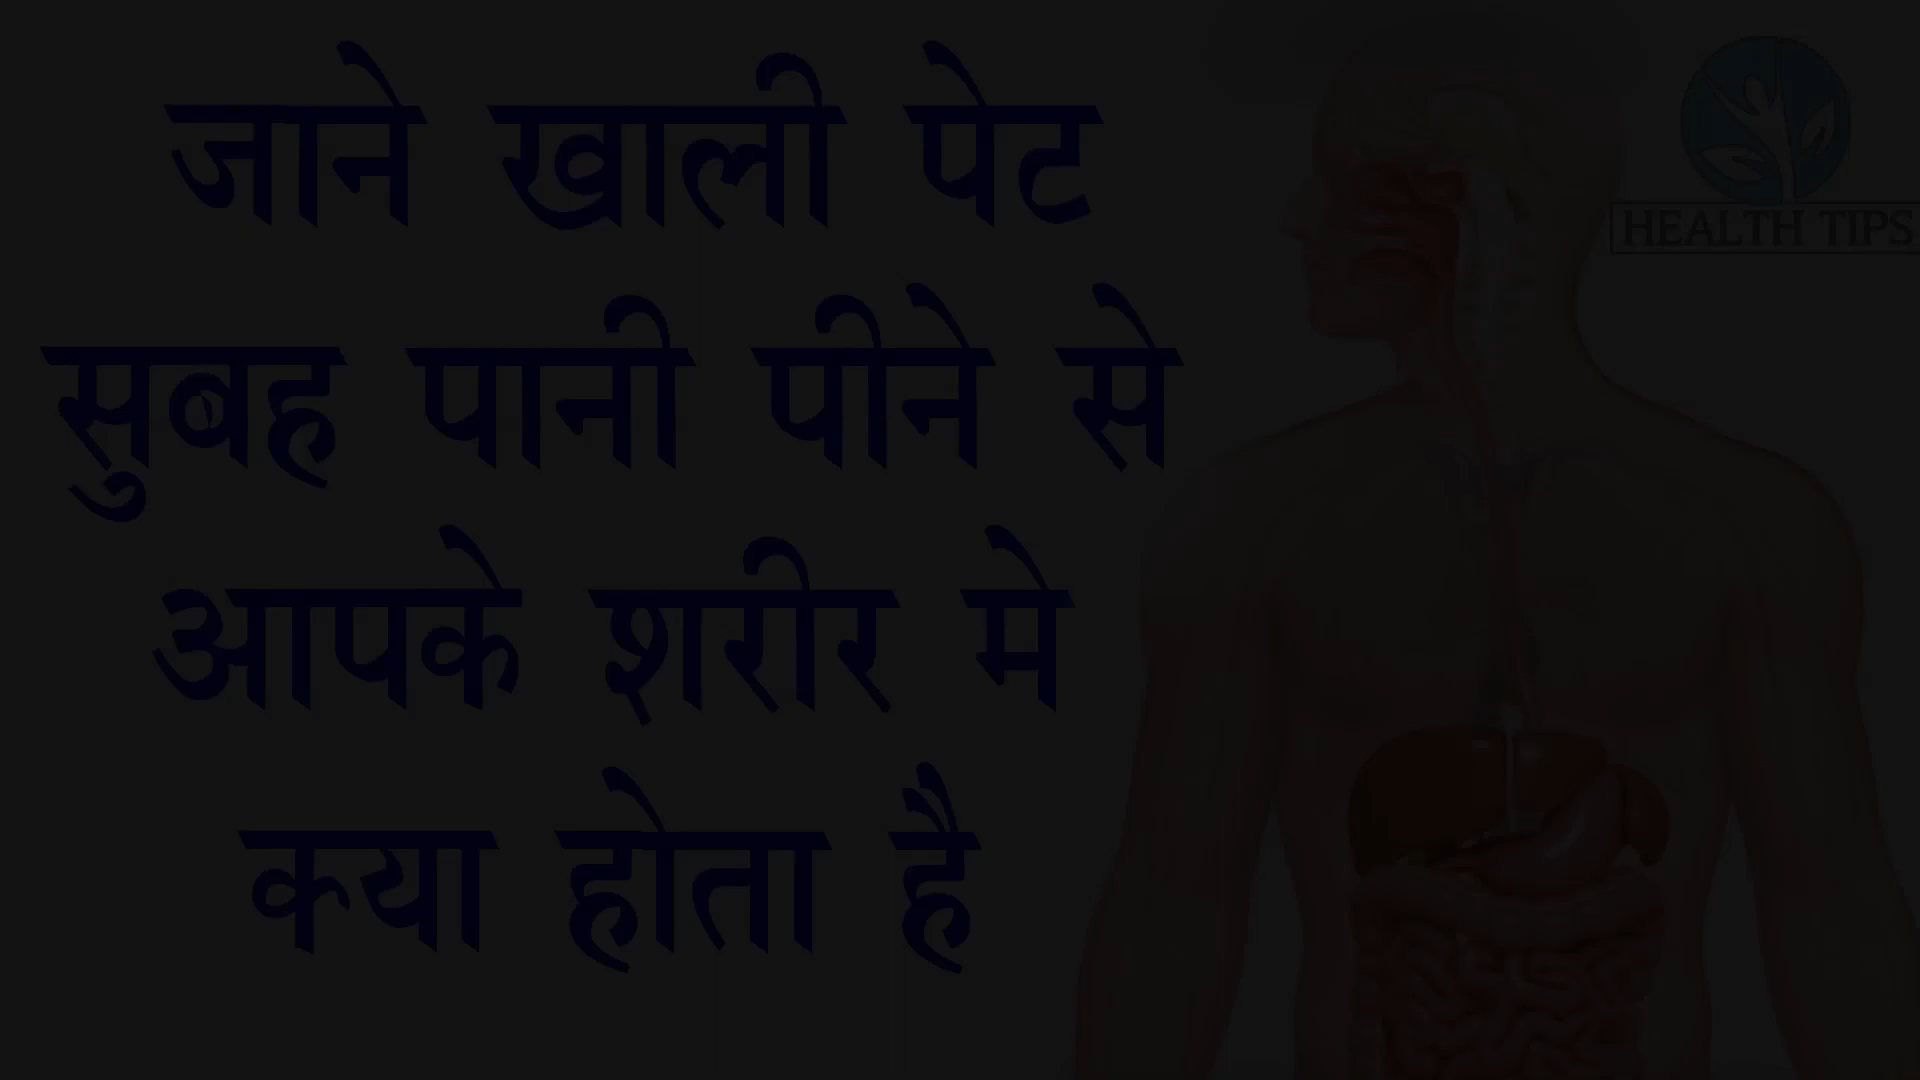 जाने खाली पेट
सुबह पानी पीने से
आपके शरीर मे
क्या होता है
HEALTH TIPS